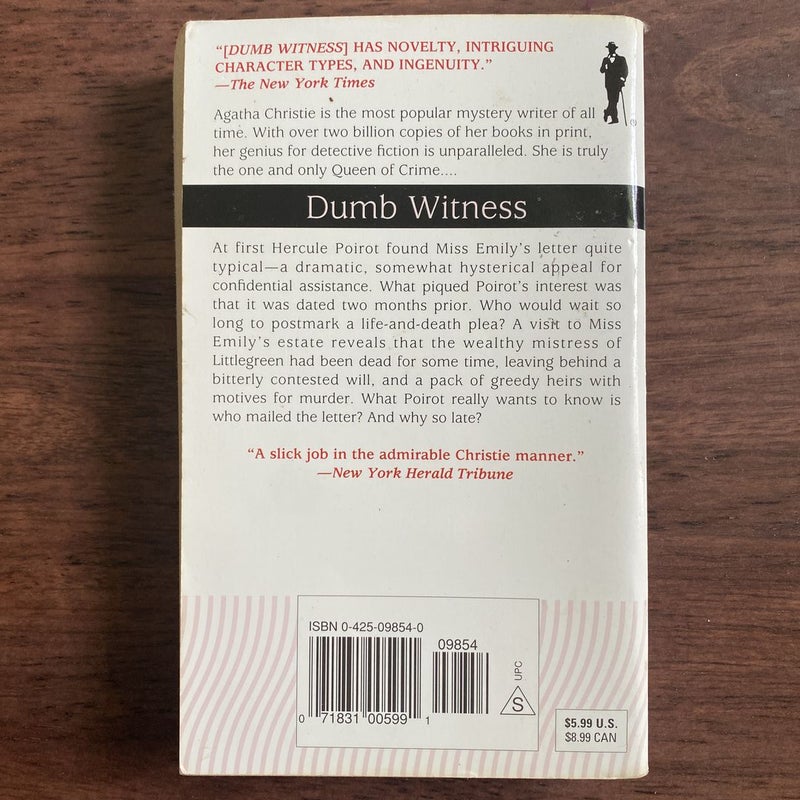 “[DUMB WITNESS] HAS NOVELTY, INTRIGUING
CHARACTER TYPES, AND INGENUITY.”
—The New York Times
Agatha Christie is the most popular mystery writer of all
time. With over two billion copies of her books in print,
her genius for detective fiction is unparalleled. She is truly
the one and only Queen of Crime....
Dumb Witness
At first Hercule Poirot found Miss Emily’s letter quite
typical—a dramatic, somewhat hysterical appeal for
confidential assistance. What piqued Poirot’s interest was
that it was dated two months prior. Who would wait so
long to postmark a life-and-death plea? A visit to Miss
Emily’s estate reveals that the wealthy mistress of
Littlegreen had been dead for some time, leaving behind a
bitterly contested will, and a pack of greedy heirs with
motives for murder. What Poirot really wants to know is
who mailed the letter? And why so late?
“A slick job in the admirable Christie manner.”
—New York Herald Tribune
ISBN 0-425-09854-0
09854
0 71831 00599 1
UPC
S
$5.99 U.S.
$8.99 CAN